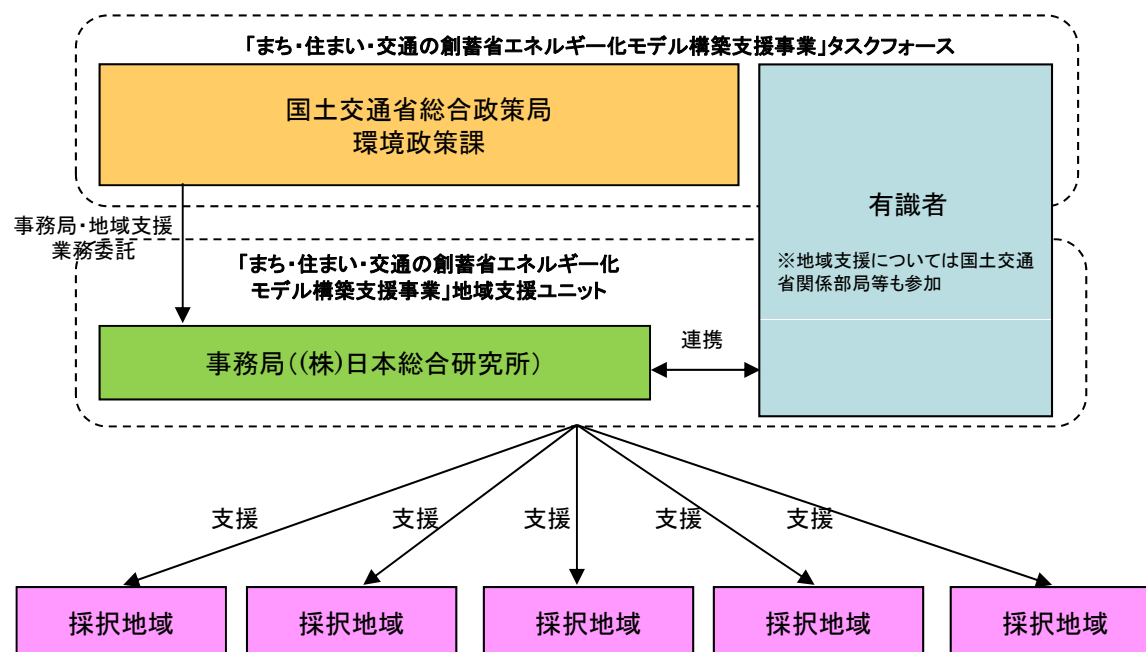 「まち・住まい・交通の創蓄省エネルギー化モデル構築支援事業」タスクフォース
国土交通省総合政策局
環境政策課
有識者
※地域支援については国土交通
省関係部局等も参加
事務局・地域支援
業務委託
「まち・住まい・交通の創蓄省エネルギー化
モデル構築支援事業」地域支援ユニット
事務局((株)日本総合研究所)
連携
支援
支援
支援
支援
支援
採択地域
採択地域
採択地域
採択地域
採択地域